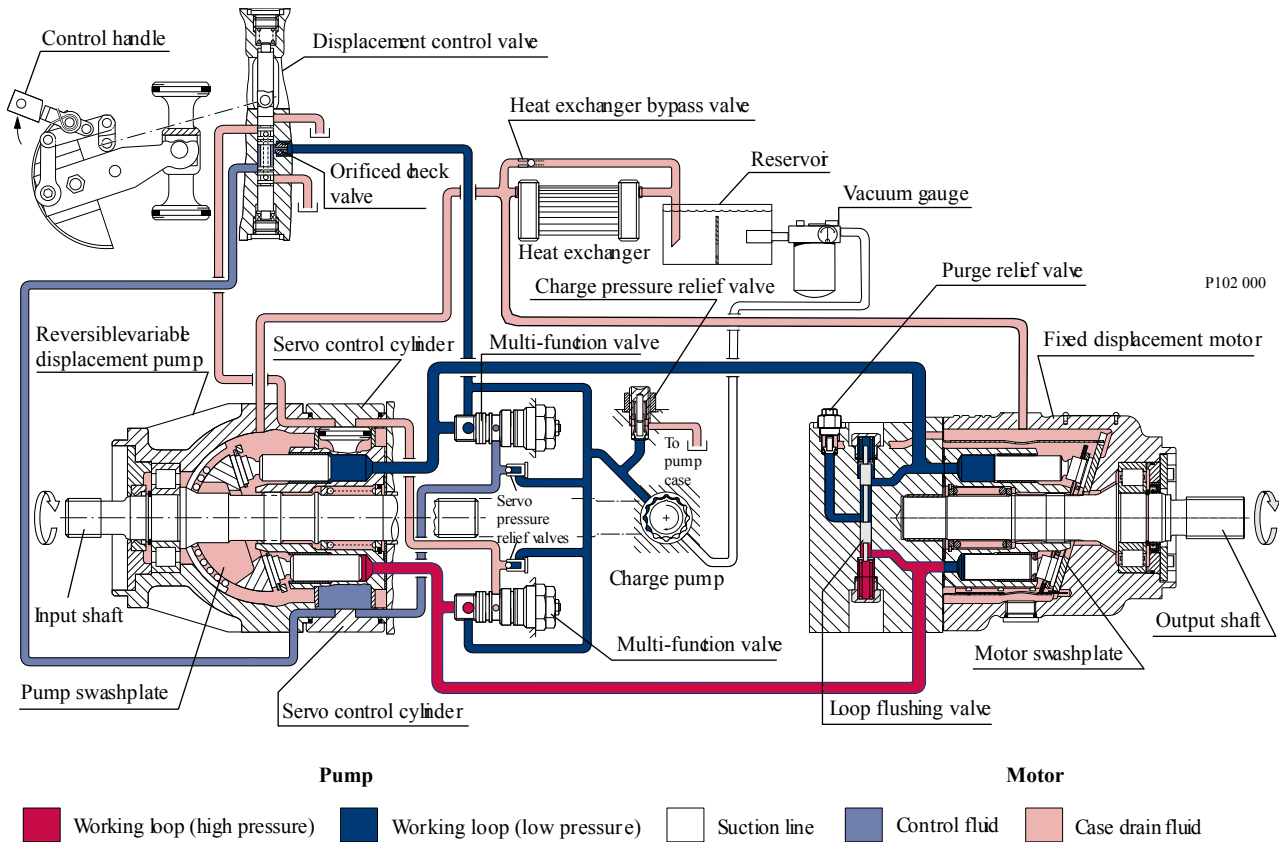 Control handle
Displacement control valve
Heat exchanger bypass valve
Reservoir
Vacuum gauge
Orificed check
valve
Heat exchanger
Purge relief valve
P102 000
Charge pressure relief valve
Reversible variable
displacement pump
Servo control cylinder
Multi-function valve
Fixed displacement motor
To
pump
case
Servo
pressure
relief valves
Charge pump
Input shaft
Output shaft
Multi-function valve
Motor swashplate
Pump swashplate
Servo control cylinder
Loop flushing valve
Pump
Motor
Working loop (high pressure)
Working loop (low pressure)
Suction line
Control fluid
Case drain fluid